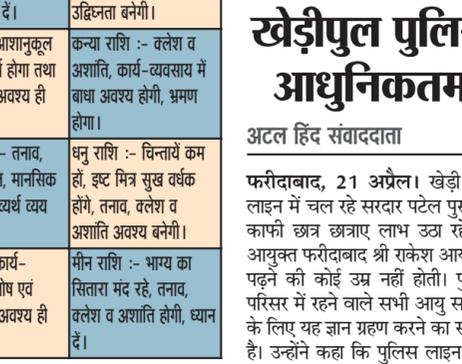 दें।
आशानुकूल
होगा तथा
अवश्य ही
तनाव,
मानसिक
व्यर्थ व्यय
कार्य-
एवं
अवश्य ही
उद्विग्नता बनेगी।
कन्या राशि :- क्लेश व
अशांति, कार्य-व्यवसाय में
बाधा अवश्य होगी, भ्रमण
होगा।
धनु राशि :- चिन्तायें कम
हों, इष्ट मित्र सुख वर्धक
होंगे, तनाव, क्लेश व
अशांति अवश्य बनेगी।
मीन राशि :- भाग्य का
सितारा मंद रहे, तनाव,
क्लेश व अशांति होगी, ध्यान
दें।
खेड़ीपुल
आधुनिकतम
अटल हिंद संवाददाता
फरीदाबाद, 21 अप्रैल। खेड़ी
लाइन में चल रहे सरदार पटेल
काफी छात्र छात्राए लाभ उठा
आयुक्त फरीदाबाद श्री राकेश
पढ़ने की कोई उम्र नहीं होती।
परिसर में रहने वाले सभी आयु
के लिए यह ज्ञान ग्रहण करने का
है। उन्होंने कहा कि पुलिस लाइन